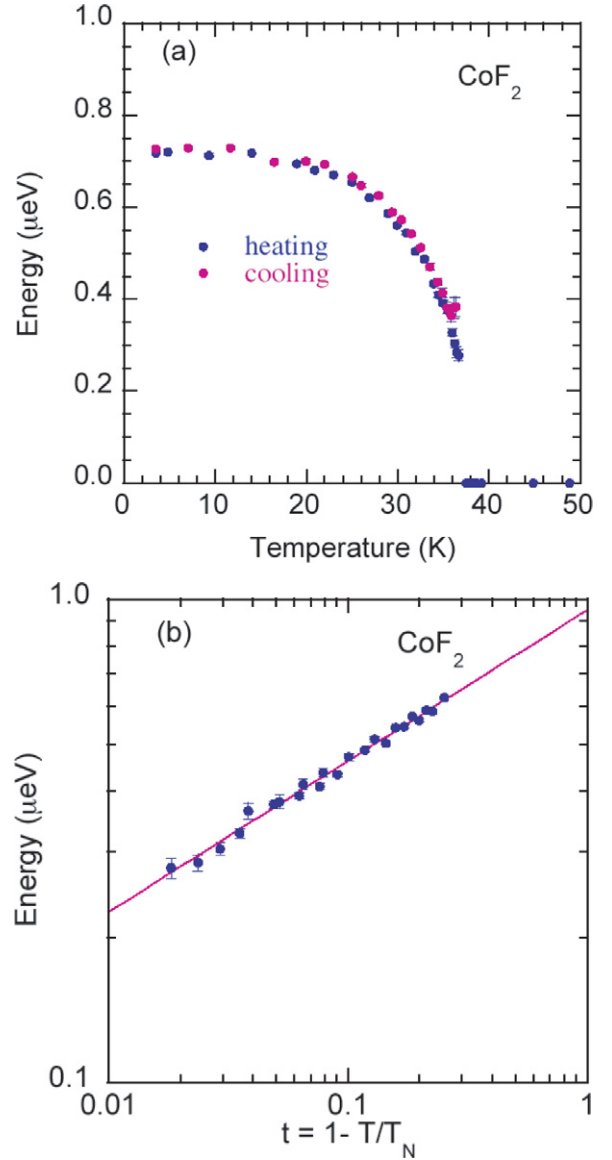 1.0
(a)
CoF2
0.8
0.6
heating
cooling
0.4
0.2
0.0
0 10 20 30 40 50
Energy (µeV)
Temperature (K)
1.0
(b)
CoF2
Energy (µeV)
0.1
0.01 0.1 1
t = 1- T/TN